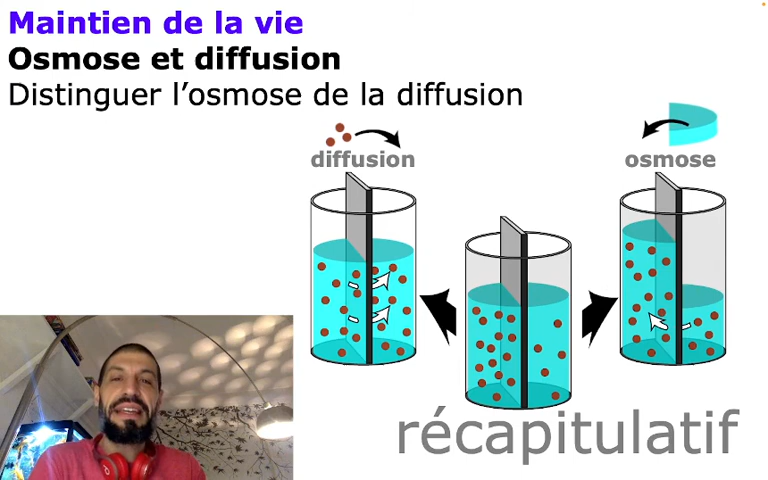 Maintien de la vie
Osmose et diffusion
Distinguer l’osmose de la diffusion
diffusion
osmose
récapitulatif